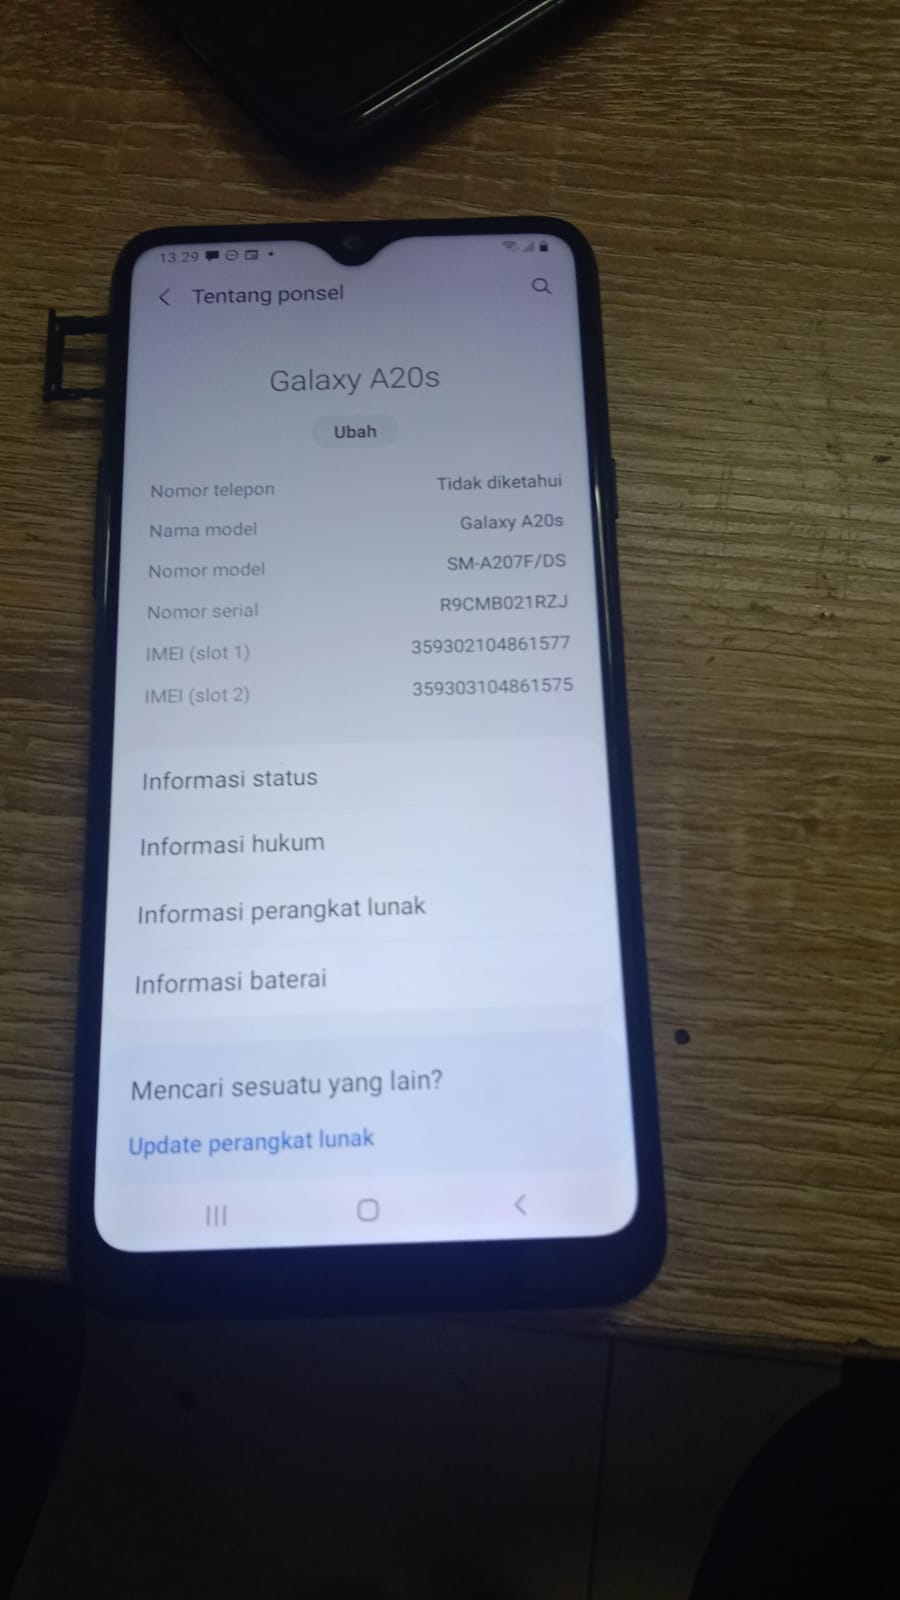 13.29
Tentang ponsel
Galaxy A20s
Ubah
Nomor telepon Tidak diketahui
Nama model Galaxy A20s
Nomor model SM-A207F/DS
Nomor serial R9CMB021RZJ
IMEI (slot 1) 359302104861577
IMEI (slot 2) 359303104861575
Informasi status
Informasi hukum
Informasi perangkat lunak
Informasi baterai
Mencari sesuatu yang lain?
Update perangkat lunak